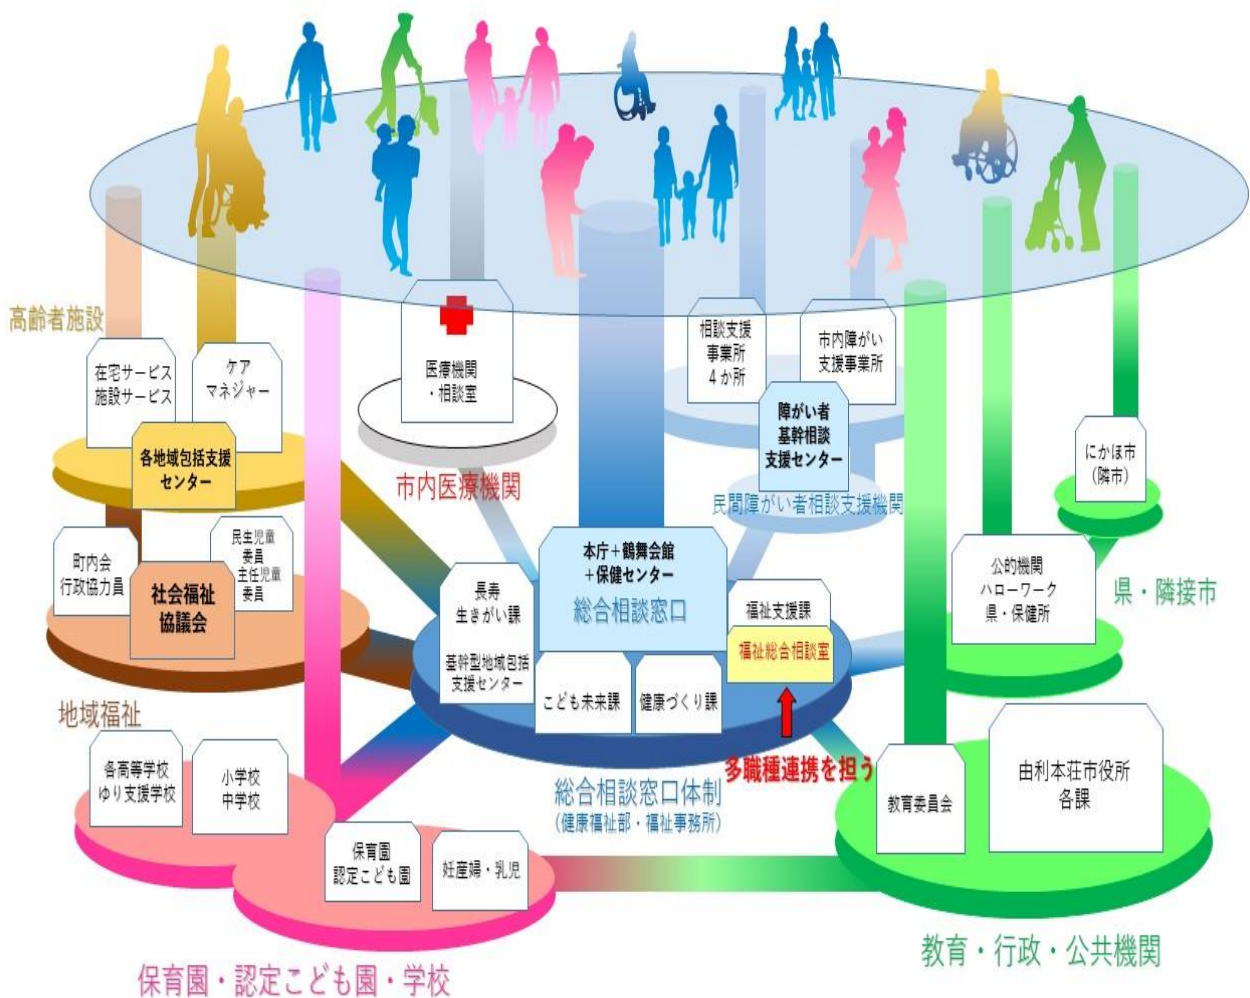 高齢者施設
在宅サービス
施設サービス
ケア
マネジャー
各地域包括支援
センター
医療機関
・相談室
市内医療機関
相談支援
事業所
４か所
市内障がい
支援事業所
障がい者
基幹相談
支援センター
民間障がい者相談支援機関
にかほ市
（隣市）
公的機関
ハローワーク
県・保健所
県・隣接市
町内会
行政協力員
民生児童
委員
主任児童
委員
社会福祉
協議会
地域福祉
本庁＋鶴舞会館
＋保健センター
総合相談窓口
長寿
生きがい課
基幹型地域包括
支援センター
こども未来課
健康づくり課
福祉支援課
福祉総合相談室
多職種連携を担う
総合相談窓口体制
（健康福祉部・福祉事務所）
各高等学校
ゆり支援学校
小学校
中学校
保育園
認定こども園
妊産婦・乳児
保育園・認定こども園・学校
教育委員会
由利本荘市役所
各課
教育・行政・公共機関